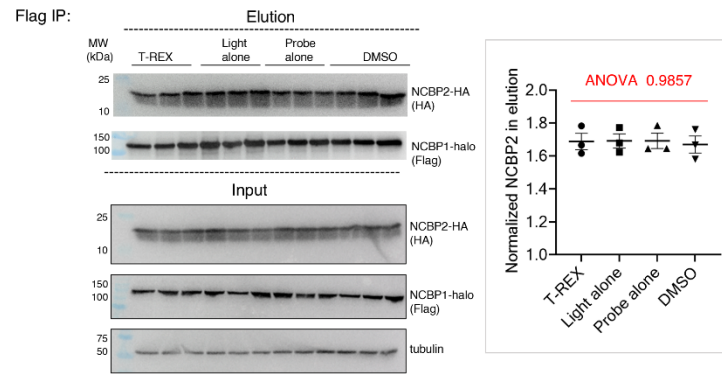 Flag IP:
Elution
MW
(kDa)
T-REX
Light
alone
Probe
alone
DMSO
25
10
NCBP2-HA
(HA)
150
100
NCBP1-halo
(Flag)
Input
25
10
NCBP2-HA
(HA)
150
100
NCBP1-halo
(Flag)
75
50
tubulin
ANOVA 0.9857
Normalized NCBP2 in elution
2.0
1.8
1.6
1.4
1.2
1.0
T-REX
Light alone
Probe alone
DMSO